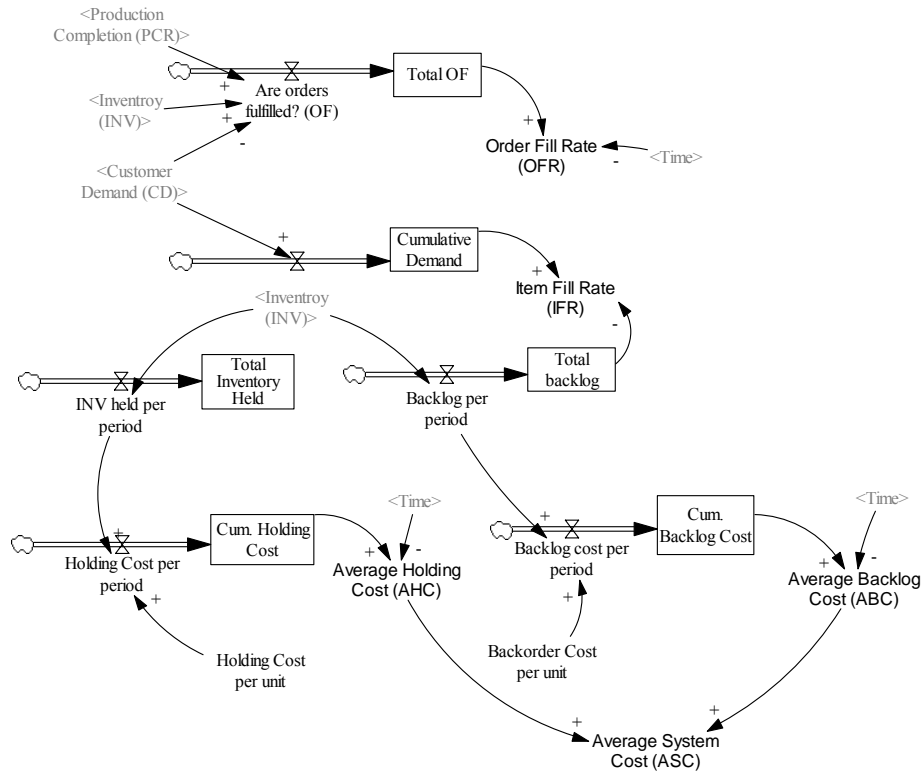 <Production
Completion (PCR)>
Total OF
+
Are orders
fulfilled? (OF)
<Inventroy
(INV)>
+
-
+
Order Fill Rate
(OFR)
-
<Time>
<Customer
Demand (CD)>
+
Cumulative
Demand
+
Item Fill Rate
(IFR)
-
<Inventroy
(INV)>
Total
Inventory
Held
Total
backlog
INV held per
period
Backlog per
period
<Time>
<Time>
Cum. Holding
Cost
Cum.
Backlog Cost
+
+
Holding Cost per
period
+
-
Average Holding
Cost (AHC)
Backlog cost per
period
+
-
Average Backlog
Cost (ABC)
+
+
Holding Cost
per unit
Backorder Cost
per unit
+
+
Average System
Cost (ASC)